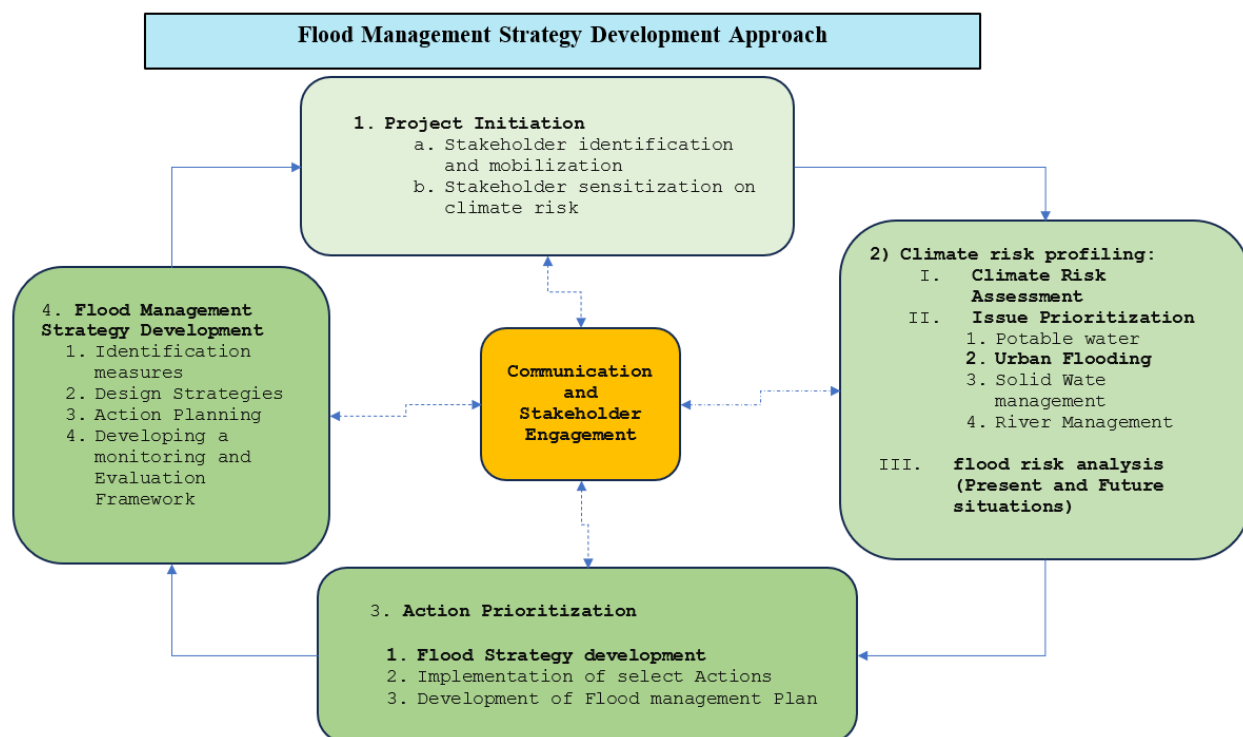 Flood Management Strategy Development Approach
1. Project Initiation
a. Stakeholder identification
and mobilization
b. Stakeholder sensitization on
climate risk
2) Climate risk profiling:
I. Climate Risk
Assessment
II. Issue Prioritization
1. Potable water
2. Urban Flooding
3. Solid Wate
management
4. River Management
III. flood risk analysis
(Present and Future
situations)
4. Flood Management
Strategy Development
1. Identification
measures
2. Design Strategies
3. Action Planning
4. Developing a
monitoring and
Evaluation
Framework
Communication
and
Stakeholder
Engagement
3. Action Prioritization
1. Flood Strategy development
2. Implementation of select Actions
3. Development of Flood management Plan